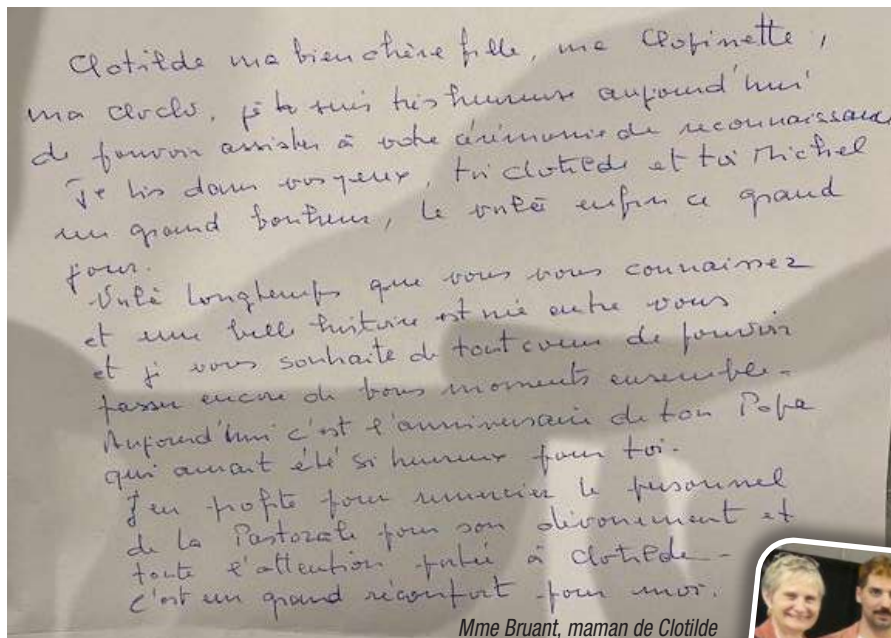 Clotilde ma bien chère fille, ma Clopinette,
ma cloclo, je suis très heureuse aujourd'hui
de pouvoir assister à votre cérémonie de reconnaissance
Je lis dans vos yeux, toi Clotilde et toi Michel
un grand bonheur, le voilà enfin ce grand
jour.
Voilà longtemps que vous vous connaissez
et une belle histoire est née entre vous
et je vous souhaite de tout coeur de pouvoir
passer encore de bons moments ensemble -
Aujourd'hui c'est l'anniversaire de ton Papa
qui aurait été si heureux pour toi.
J'en profite pour remercier le personnel
de la Pastorale pour son dévouement et
toute l'attention portée à Clotilde -
C'est un grand réconfort pour moi.
Mme Bruant, maman de Clotilde